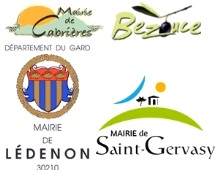 Mairie
de
Cabrières
DÉPARTEMENT DU GARD
Bezouce
MAIRIE
DE
LÉDENON
30210
MAIRIE de
Saint-Gervasy